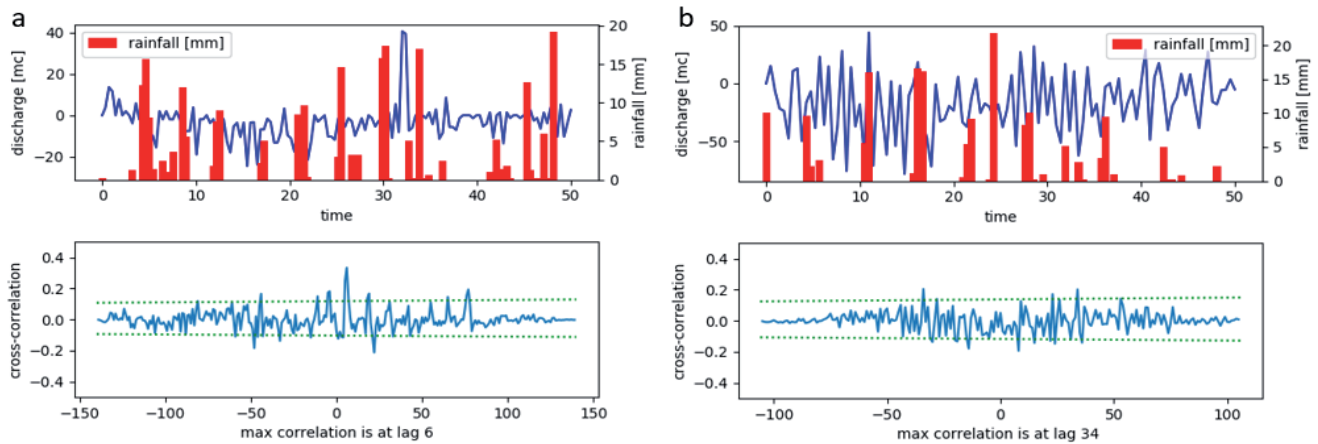 a
40
20
0
−20
discharge [mc]
rainfall [mm]
20
15
10
5
0
rainfall [mm]
0 10 20 30 40 50
time
0.4
0.2
0.0
−0.2
−0.4
cross-correlation
−150 −100 −50 0 50 100 150
max correlation is at lag 6
b
50
0
−50
discharge [mc]
rainfall [mm]
20
15
10
5
0
rainfall [mm]
0 10 20 30 40 50
time
0.4
0.2
0.0
−0.2
−0.4
cross-correlation
−100 −50 0 50 100
max correlation is at lag 34